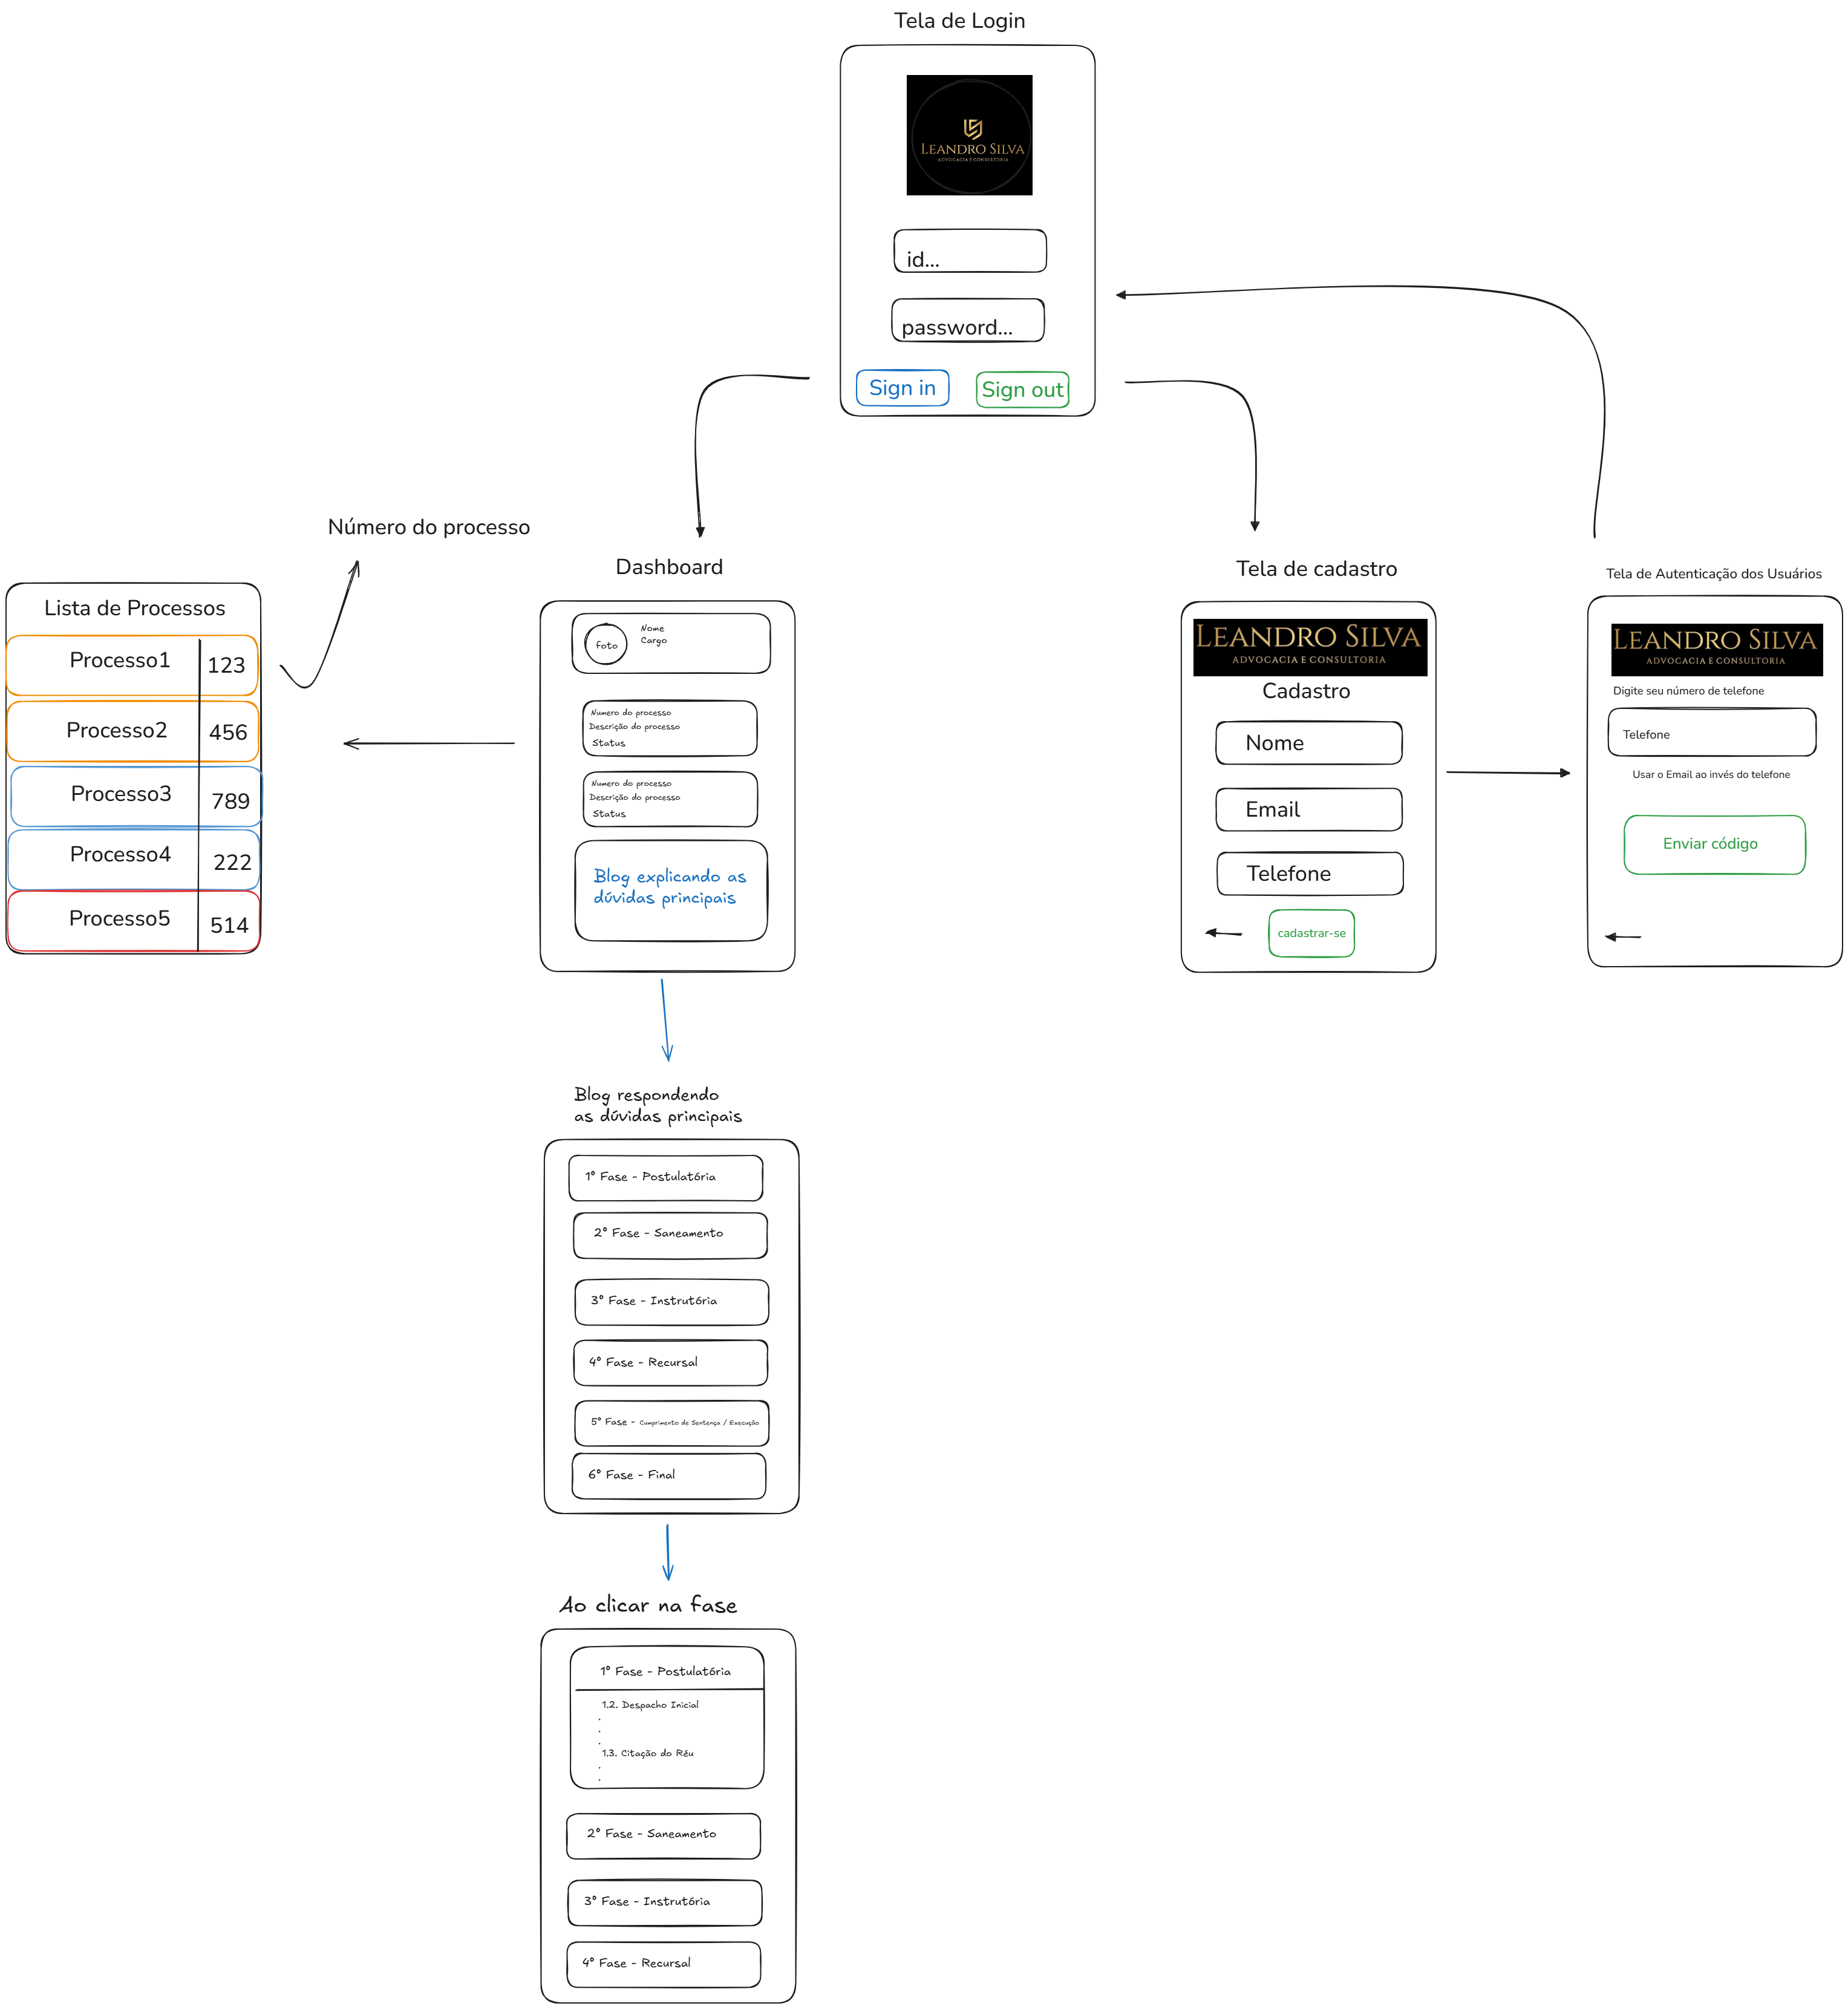 Tela de Login
LEANDRO SILVA
ADVOCACIA E CONSULTORIA
id...
password...
Sign in
Sign out
Número do processo
Lista de Processos
Processo1
123
Processo2
456
Processo3
789
Processo4
222
Processo5
514
Dashboard
foto
Nome
Cargo
Numero do processo
Descrição do processo
Status
Numero do processo
Descrição do processo
Status
Blog explicando as
dúvidas principais
Tela de cadastro
LEANDRO SILVA
ADVOCACIA E CONSULTORIA
Cadastro
Nome
Email
Telefone
cadastrar-se
Tela de Autenticação dos Usuários
LEANDRO SILVA
ADVOCACIA E CONSULTORIA
Digite seu número de telefone
Telefone
Usar o Email ao invés do telefone
Enviar código
Blog respondendo
as dúvidas principais
1° Fase - Postulatória
2° Fase - Saneamento
3° Fase - Instrutória
4° Fase - Recursal
5° Fase - Cumprimento de Sentença / Execução
6° Fase - Final
Ao clicar na fase
1° Fase - Postulatória
1.2. Despacho Inicial
.
.
.
1.3. Citação do Réu
.
.
2° Fase - Saneamento
3° Fase - Instrutória
4° Fase - Recursal